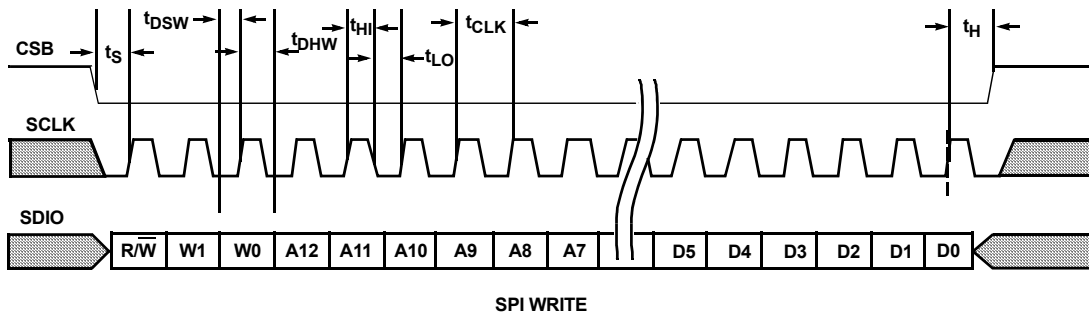 tDSW
tHI
tCLK
tH
CSB
tS
tDHW
tLO
SCLK
SDIO
R/W̅ W1 W0 A12 A11 A10 A9 A8 A7 D5 D4 D3 D2 D1 D0
SPI WRITE